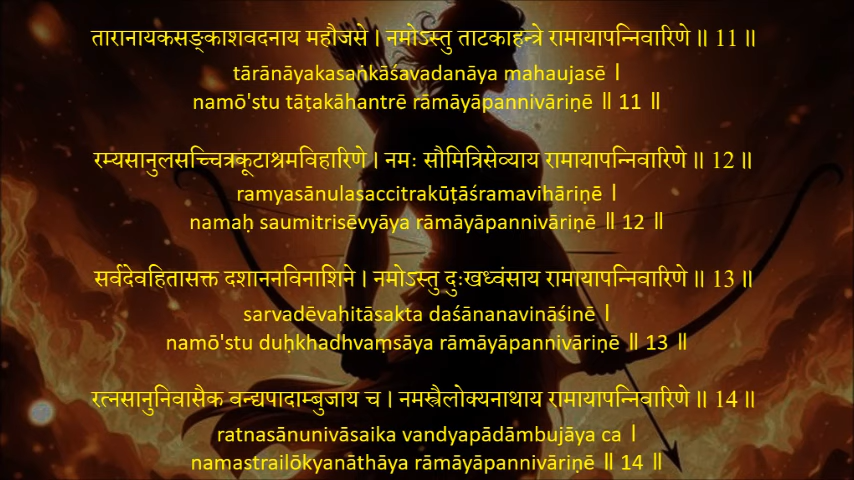 तारानायकसङ्काशवदनाय महौजसे । नमोऽस्तु ताटकाहन्त्रे रामायापन्निवारिणे ॥ 11 ॥
tārānāyakasaṅkāśavadanāya mahaujasē ।
namō'stu tāṭakāhantrē rāmāyāpannivāriṇē ॥ 11 ॥
रम्यसानुलसच्चित्रकूटाश्रमविहारिणे । नमः सौमित्रिसेव्याय रामायापन्निवारिणे ॥ 12 ॥
ramyasānulasaccitrakūṭāśramavihāriṇē ।
namaḥ saumitrisēvyāya rāmāyāpannivāriṇē ॥ 12 ॥
सर्वदेवहितासक्त दशाननविनाशिने । नमोऽस्तु दुःखध्वंसाय रामायापन्निवारिणे ॥ 13 ॥
sarvadēvahitāsakta daśānanavināśinē ।
namō'stu duḥkhadhvaṃsāya rāmāyāpannivāriṇē ॥ 13 ॥
रत्नसानुनिवासैक वन्द्यपादाम्बुजाय च । नमस्त्रैलोक्यनाथाय रामायापन्निवारिणे ॥ 14 ॥
ratnasānunivāsaika vandyapādāmbujāya ca ।
namastrailōkyanāthāya rāmāyāpannivāriṇē ॥ 14 ॥